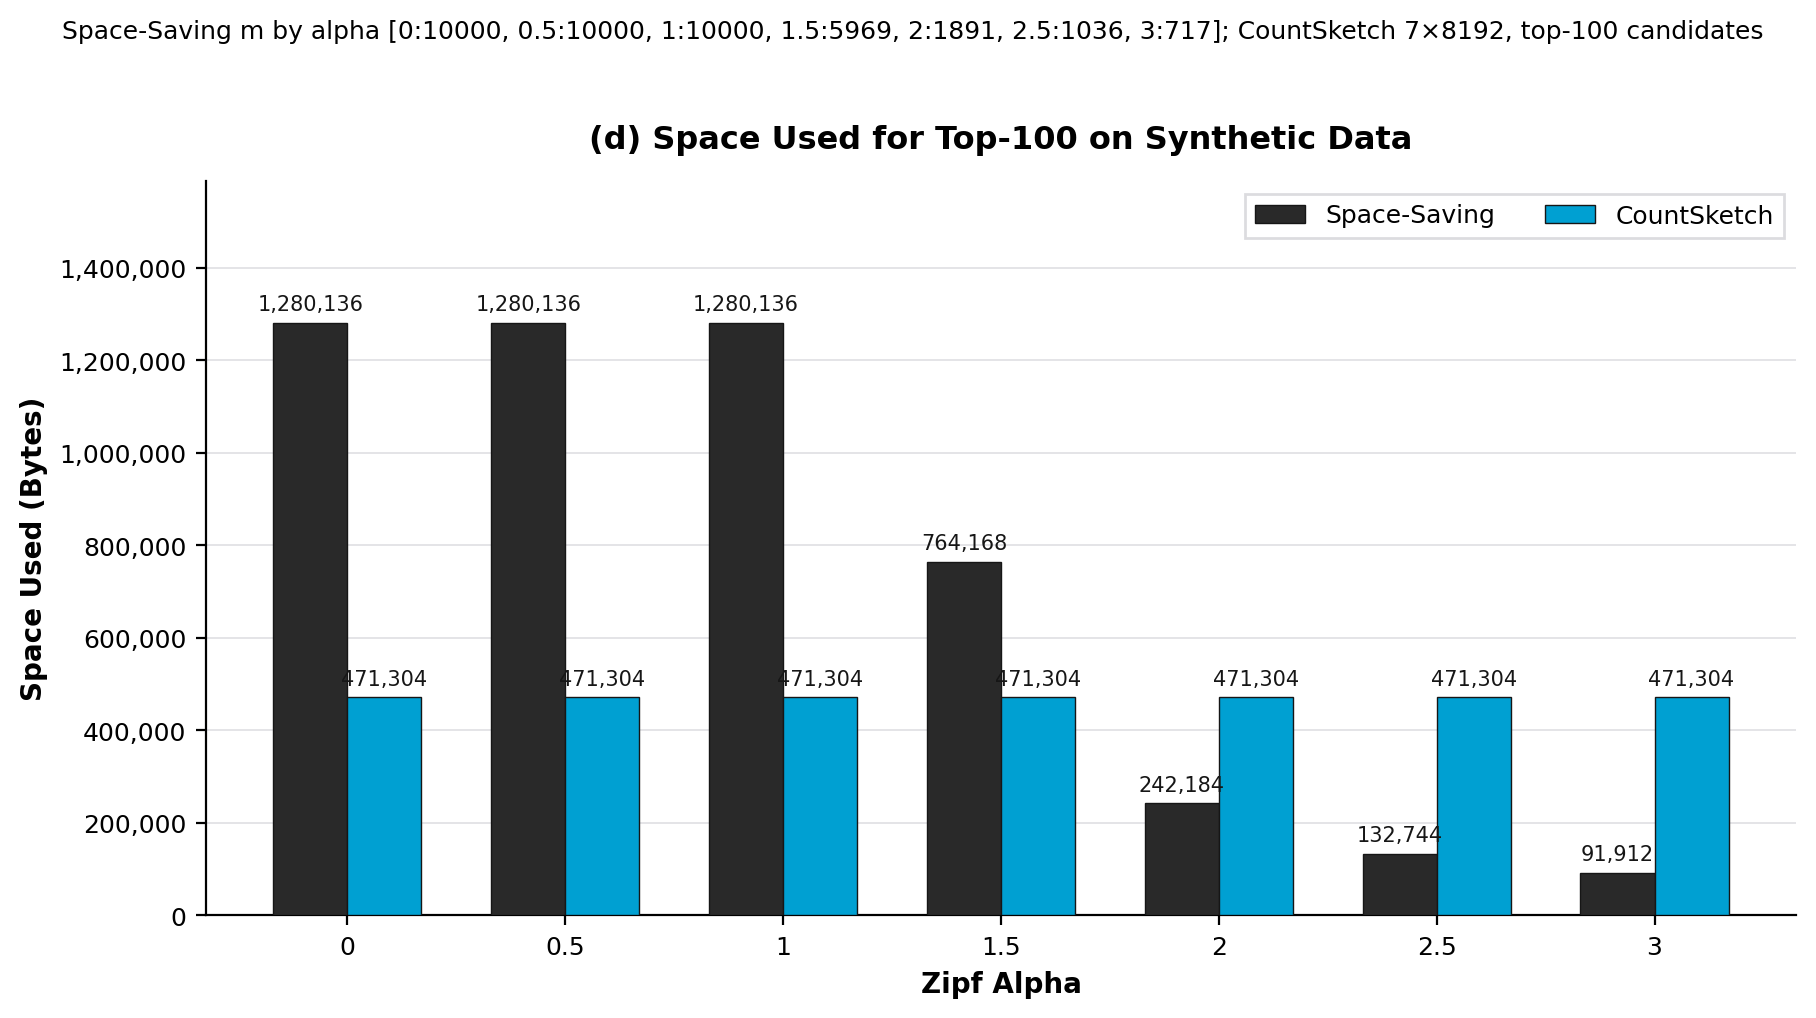 Space-Saving m by alpha [0:10000, 0.5:10000, 1:10000, 1.5:5969, 2:1891, 2.5:1036, 3:717]; CountSketch 7×8192, top-100 candidates
(d) Space Used for Top-100 on Synthetic Data
Space-Saving CountSketch
Space Used (Bytes)
1,400,000
1,200,000
1,000,000
800,000
600,000
400,000
200,000
0
1,280,136 1,280,136 1,280,136
764,168
471,304 471,304 471,304 471,304 471,304 471,304 471,304
242,184
132,744
91,912
0 0.5 1 1.5 2 2.5 3
Zipf Alpha